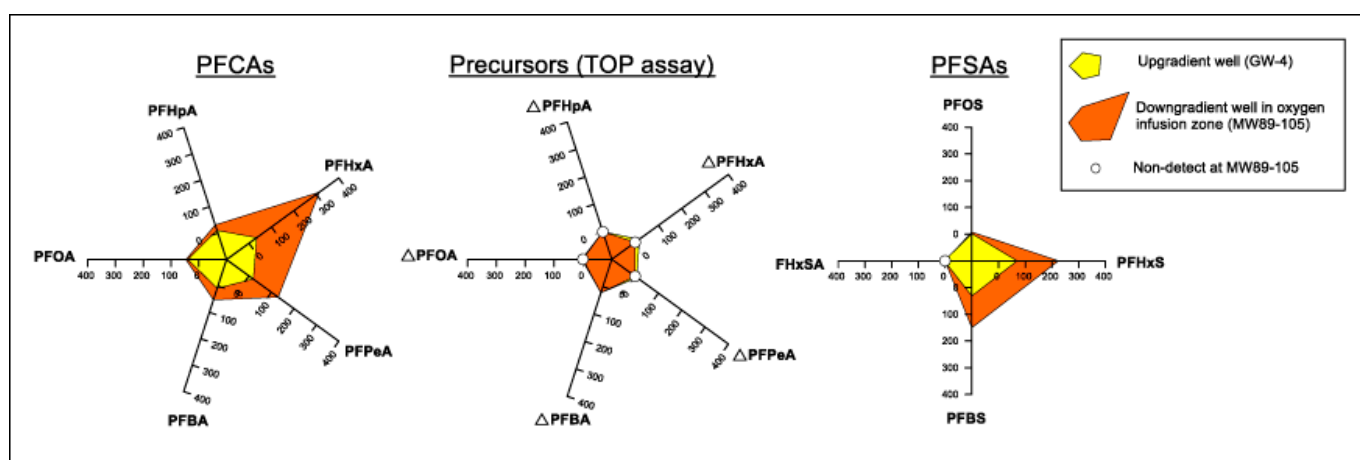 PFCAs
Precursors (TOP assay)
PFSAs
Upgradient well (GW-4)
Downgradient well in oxygen
infusion zone (MW89-105)
Non-detect at MW89-105
PFHpA
400
300
200
100
0
PFHxA
400
300
200
100
0
PFOA
400 300 200 100 0
PFPeA
100
200
300
400
PFBA
100
200
300
400
△PFHpA
400
300
200
100
0
△PFHxA
400
300
200
100
0
△PFOA
400 300 200 100 0
△PFPeA
100
200
300
400
△PFBA
100
200
300
400
PFOS
400
300
200
100
0
FHxSA
400 300 200 100 0
0 100 200 300 400
PFHxS
0
100
200
300
400
PFBS